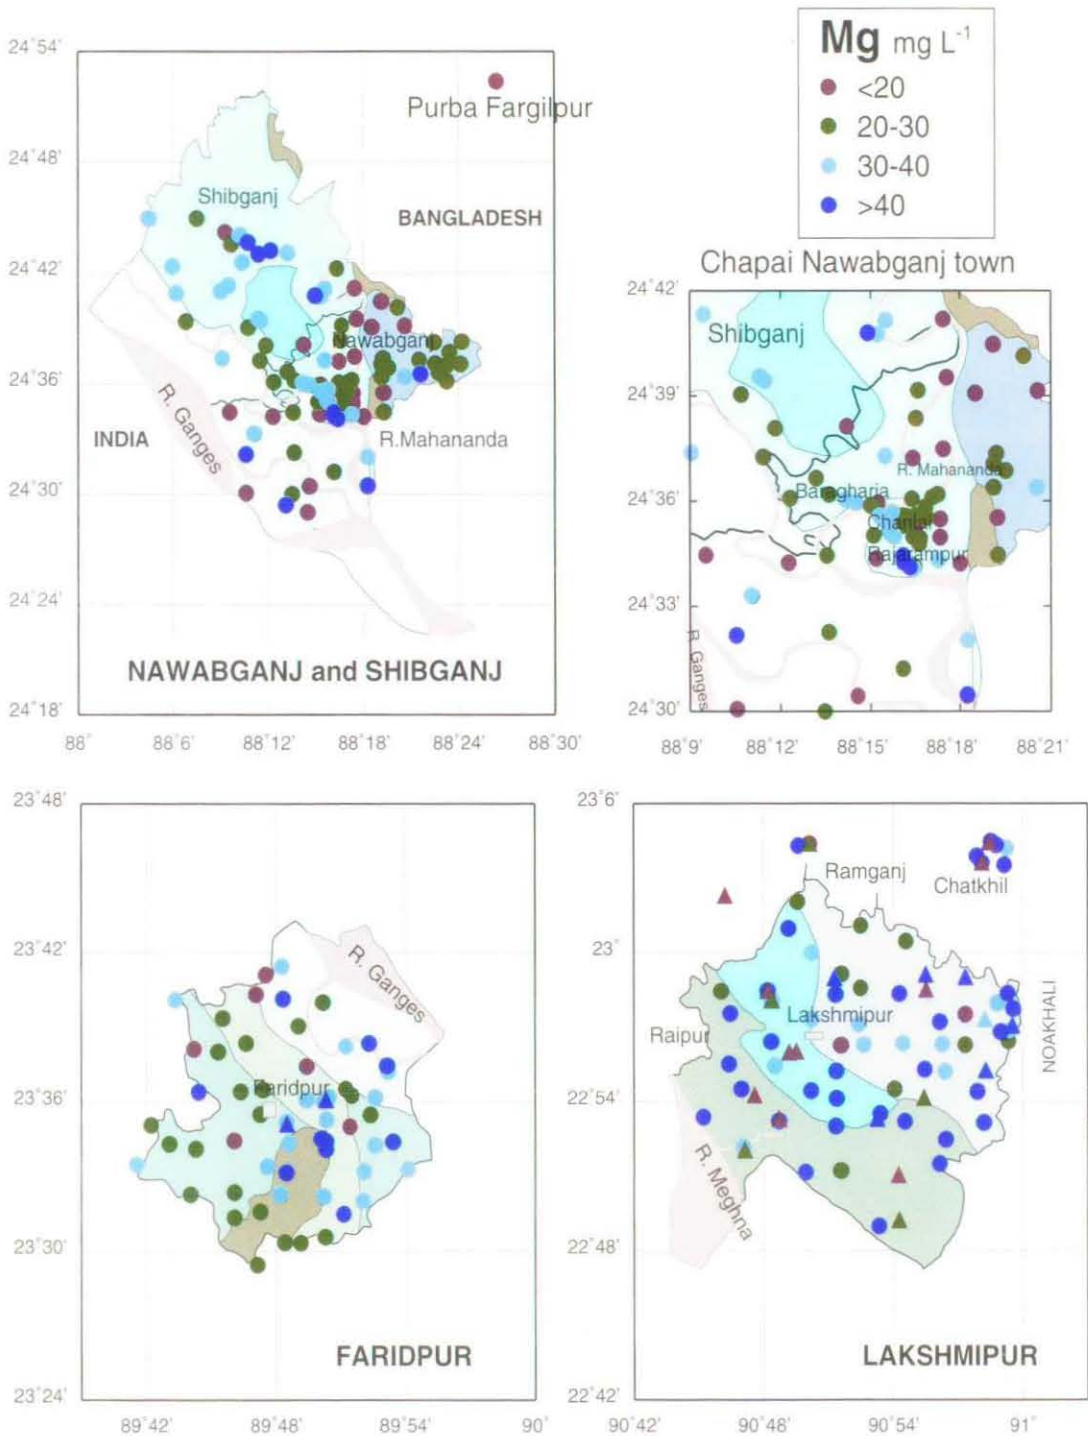 24°54'
24°48'
24°42'
24°36'
24°30'
24°24'
24°18'
88°
88°6'
88°12'
88°18'
88°24'
88°30'
Purba Fargilpur
Shibganj
BANGLADESH
Nawabganj
R. Ganges
INDIA
R.Mahananda
NAWABGANJ and SHIBGANJ
Mg mg L⁻¹
<20
20-30
30-40
>40
Chapai Nawabganj town
24°42'
24°39'
24°36'
24°33'
24°30'
88°9'
88°12'
88°15'
88°18'
88°21'
Shibganj
R. Mahananda
Baragharia
Chanlai
Rajarampur
R. Ganges
23°48'
23°42'
23°36'
23°30'
23°24'
89°42'
89°48'
89°54'
90°
R. Ganges
Faridpur
FARIDPUR
23°6'
23°
22°54'
22°48'
22°42'
90°42'
90°48'
90°54'
91°
Ramganj
Chatkhil
Lakshmipur
Raipur
NOAKHALI
R. Meghna
LAKSHMIPUR